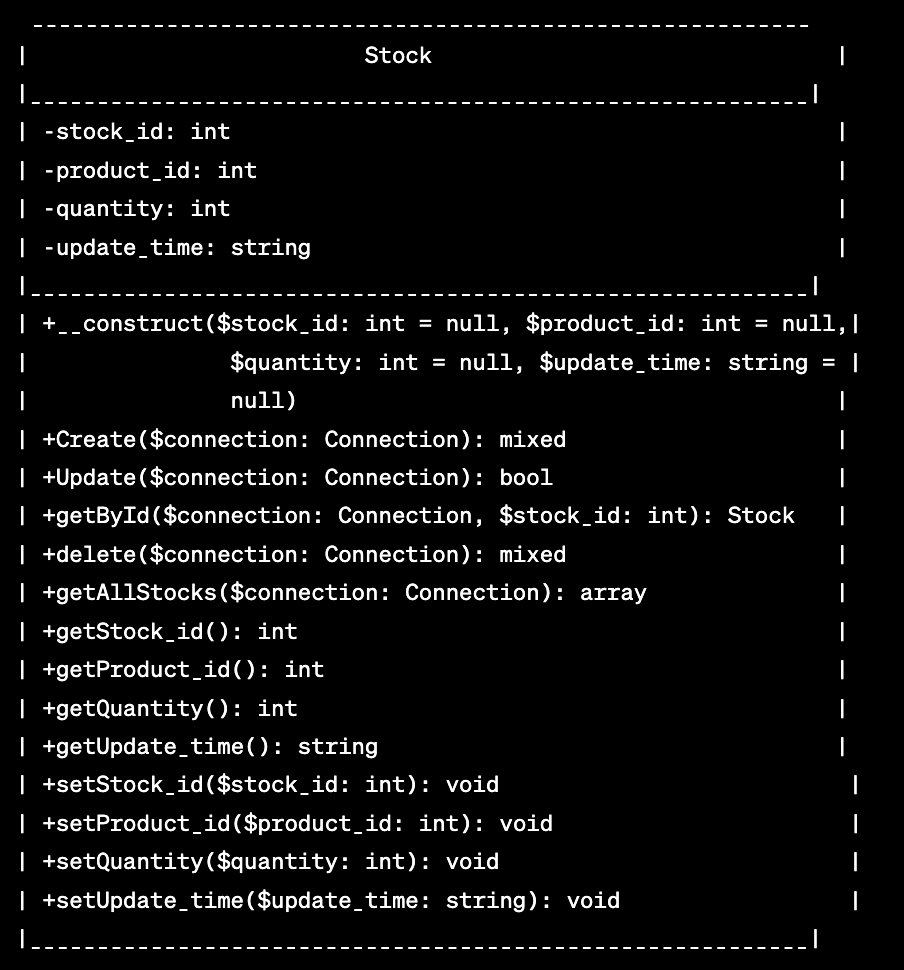 Stock
-stock_id: int
-product_id: int
-quantity: int
-update_time: string
+__construct($stock_id: int = null, $product_id: int = null,
$quantity: int = null, $update_time: string =
null)
+Create($connection: Connection): mixed
+Update($connection: Connection): bool
+getById($connection: Connection, $stock_id: int): Stock
+delete($connection: Connection): mixed
+getAllStocks($connection: Connection): array
+getStock_id(): int
+getProduct_id(): int
+getQuantity(): int
+getUpdate_time(): string
+setStock_id($stock_id: int): void
+setProduct_id($product_id: int): void
+setQuantity($quantity: int): void
+setUpdate_time($update_time: string): void